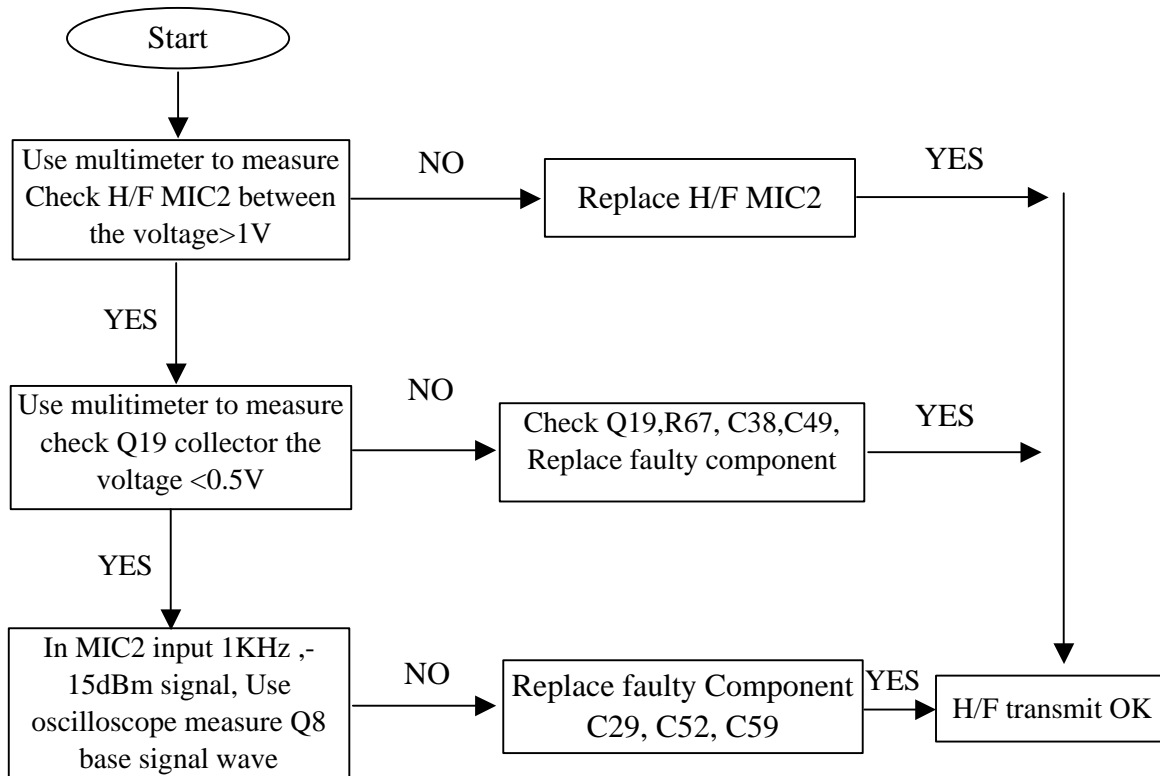 Start
Use multimeter to measure
Check H/F MIC2 between
the voltage>1V
NO
Replace H/F MIC2
YES
YES
Use mulitimeter to measure
check Q19 collector the
voltage <0.5V
NO
Check Q19,R67, C38,C49,
Replace faulty component
YES
YES
In MIC2 input 1KHz ,-
15dBm signal, Use
oscilloscope measure Q8
base signal wave
NO
Replace faulty Component
C29, C52, C59
YES
H/F transmit OK